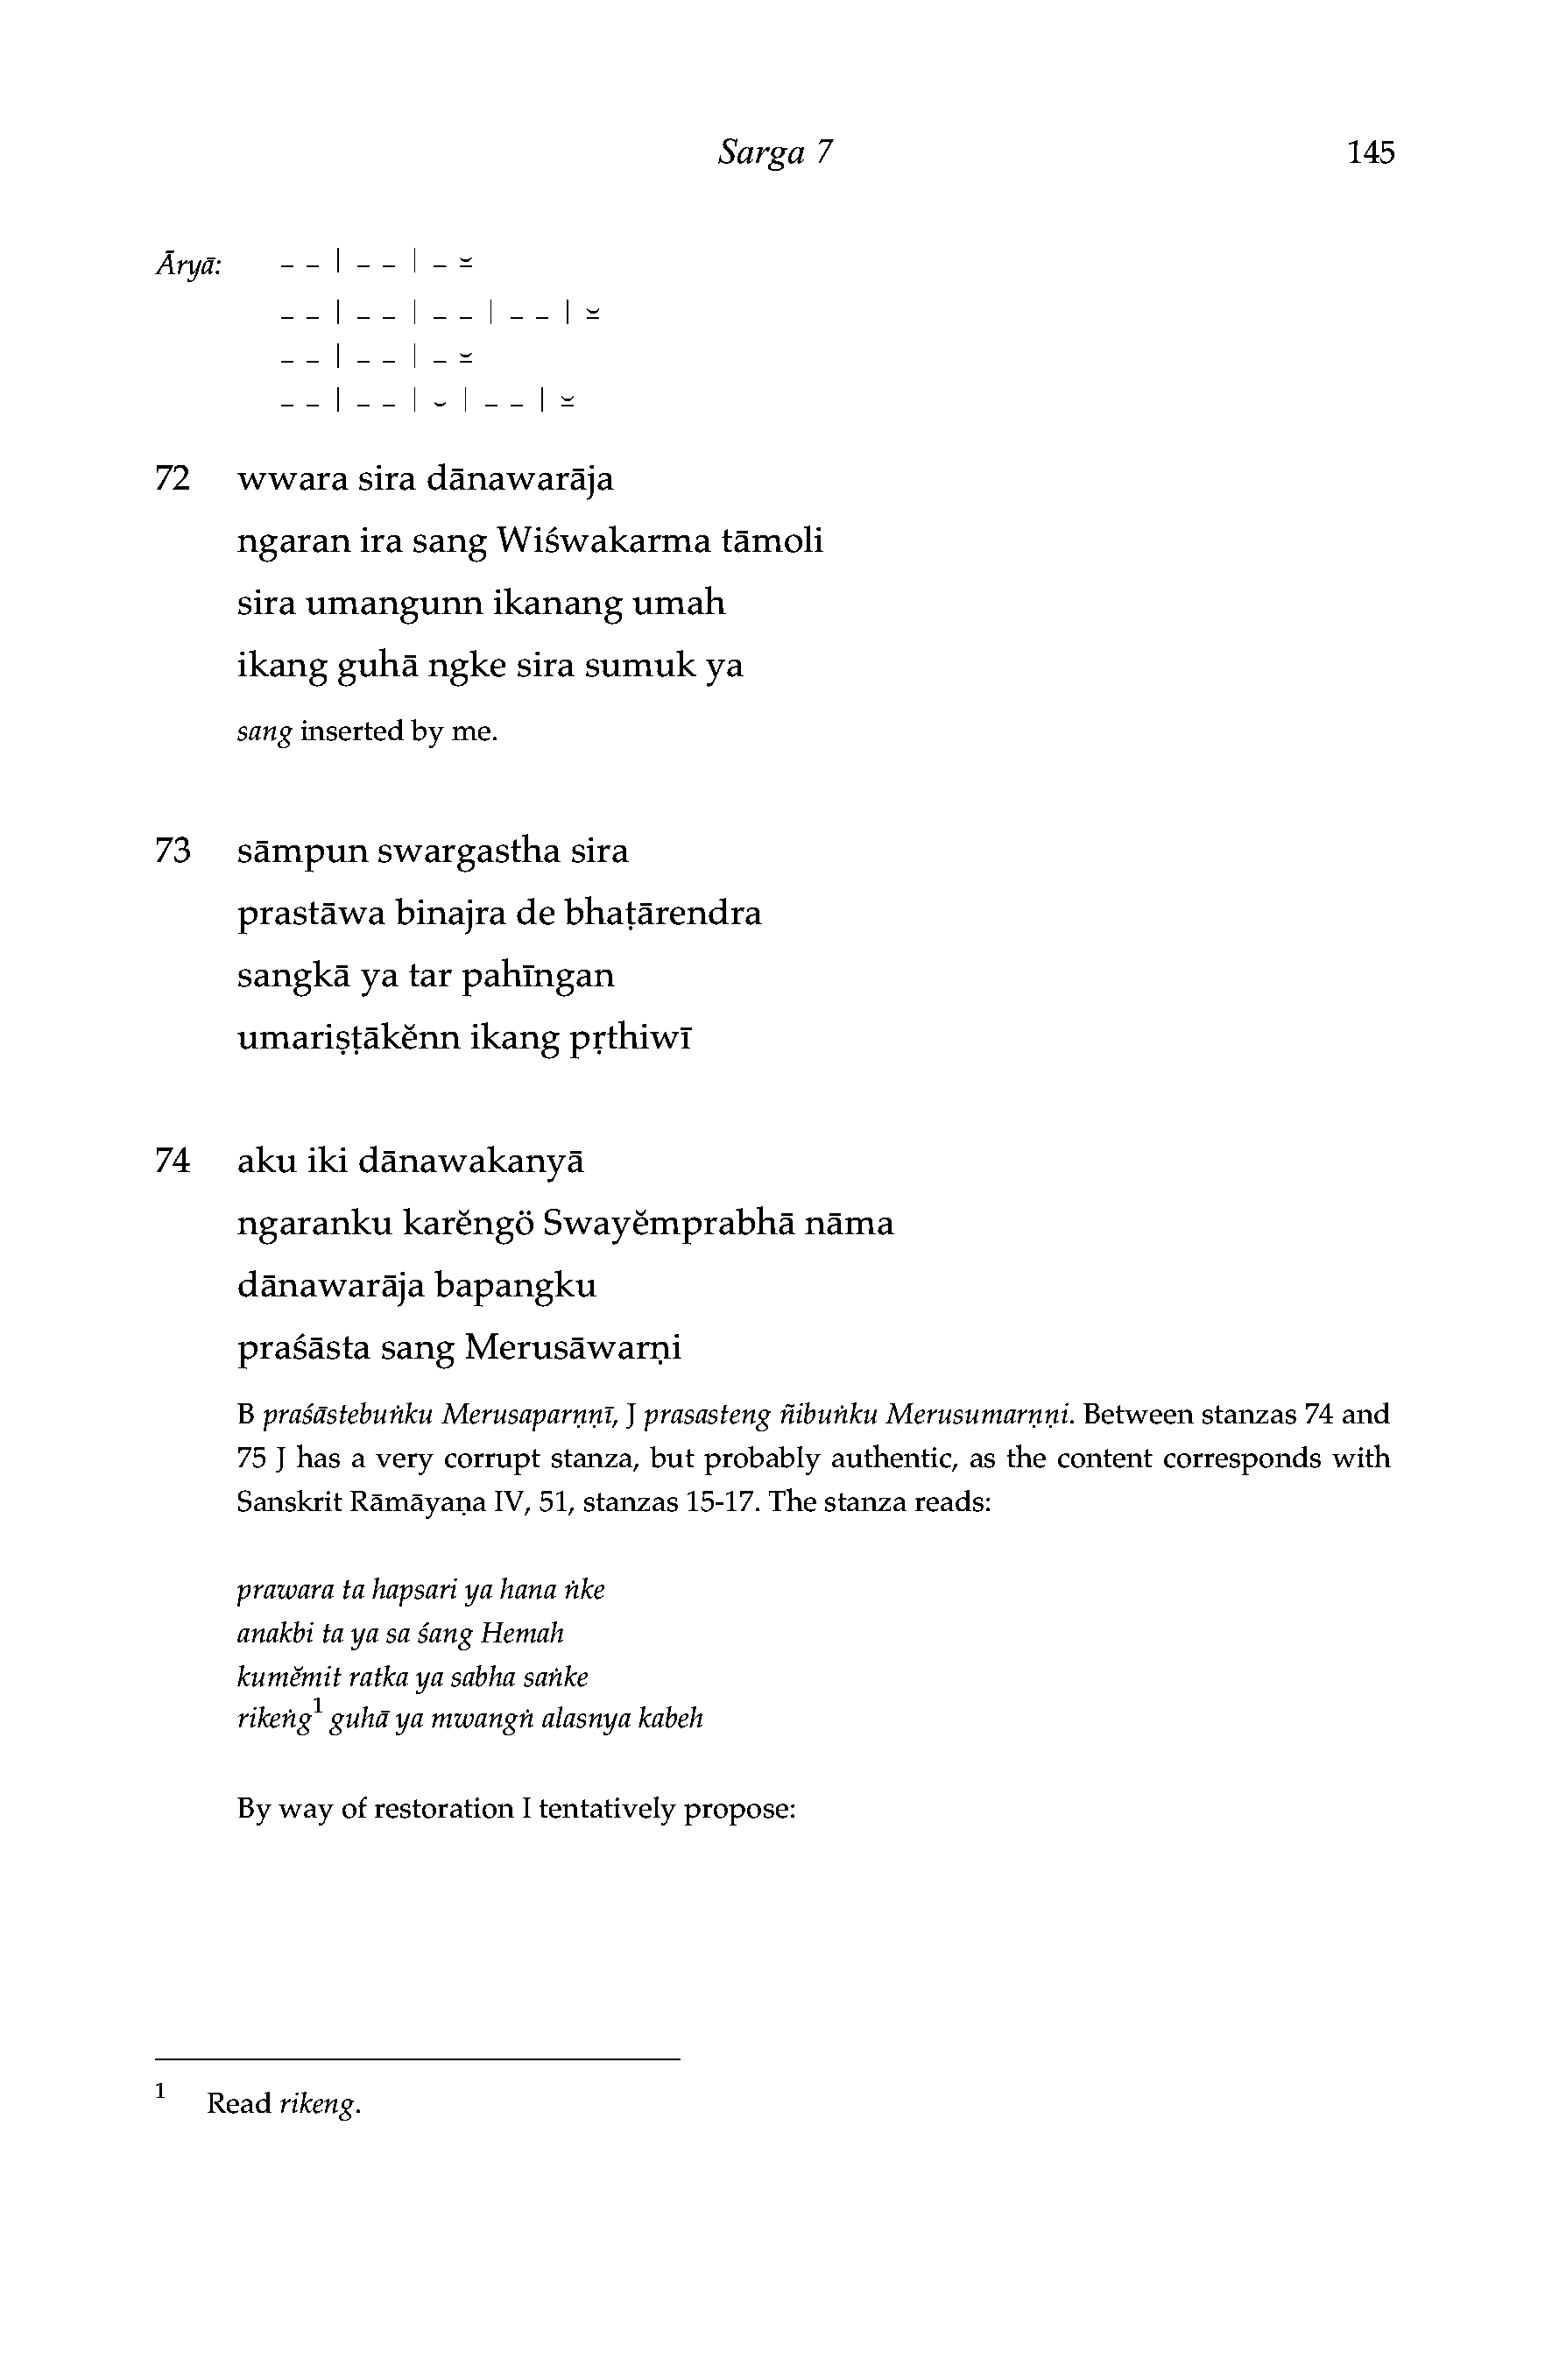 Sarga 7 145
Āryā: – – | – – | – ⏓
– – | – – | – – | – – | ⏓
– – | – – | – ⏓
– – | – – | ⏑ | – – | ⏓
72 wwara sira dānawarāja
ngaran ira sang Wiśwakarma tāmoli
sira umangunn ikanang umah
ikang guhā ngke sira sumuk ya
sang inserted by me.
73 sāmpun swargastha sira
prastāwa binajra de bhaṭārendra
sangkā ya tar pahīngan
umariṣṭākĕnn ikang pṛthiwī
74 aku iki dānawakanyā
ngaranku karĕngö Swayĕmprabhā nāma
dānawarāja bapangku
praśāsta sang Merusāwarṇi
B praśāstebuṅku Merusaparṇṇī, J prasasteng ñibuṅku Merusumarṇṇi. Between stanzas 74 and
75 J has a very corrupt stanza, but probably authentic, as the content corresponds with
Sanskrit Rāmāyaṇa IV, 51, stanzas 15-17. The stanza reads:
prawara ta hapsari ya hana ṅke
anakbi ta ya sa śang Hemah
kumĕmit ratka ya sabha saṅke
rikeṅg¹ guhā ya mwangṅ alasnya kabeh
By way of restoration I tentatively propose:
¹ Read rikeng.